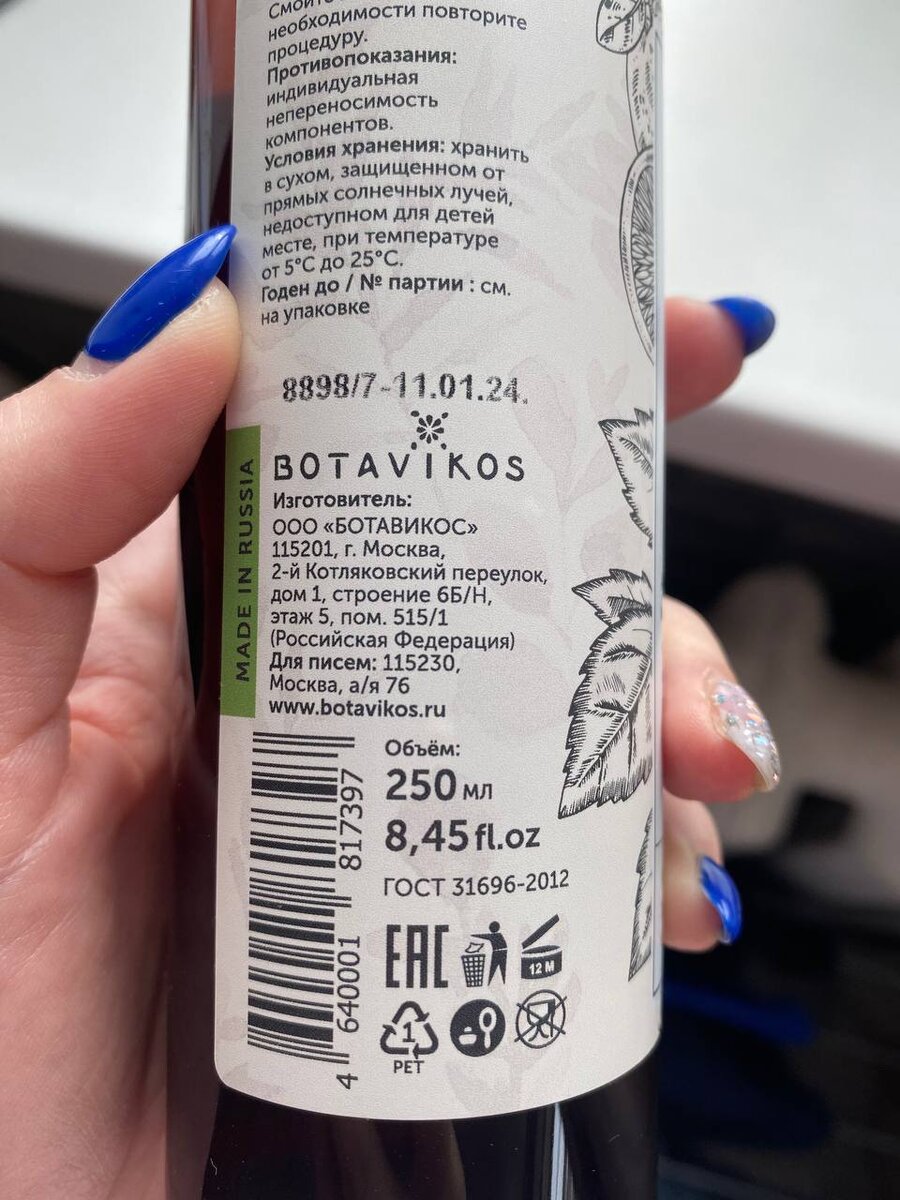 необходимости повторите
процедуру.
Противопоказания:
индивидуальная
непереносимость
компонентов.
Условия хранения: хранить
в сухом, защищенном от
прямых солнечных лучей,
недоступном для детей
месте, при температуре
от 5°C до 25°C.
Годен до / № партии : см.
на упаковке
8898/7-11.01.24.
BOTAVIKOS
MADE IN RUSSIA
Изготовитель:
ООО «БОТАВИКОС»
115201, г. Москва,
2-й Котляковский переулок,
дом 1, строение 6Б/Н,
этаж 5, пом. 515/1
(Российская Федерация)
Для писем: 115230,
Москва, а/я 76
www.botavikos.ru
Объём:
250 мл
8,45 fl.oz
ГОСТ 31696-2012
EAC
12 M
1
PET
4 640001 817397